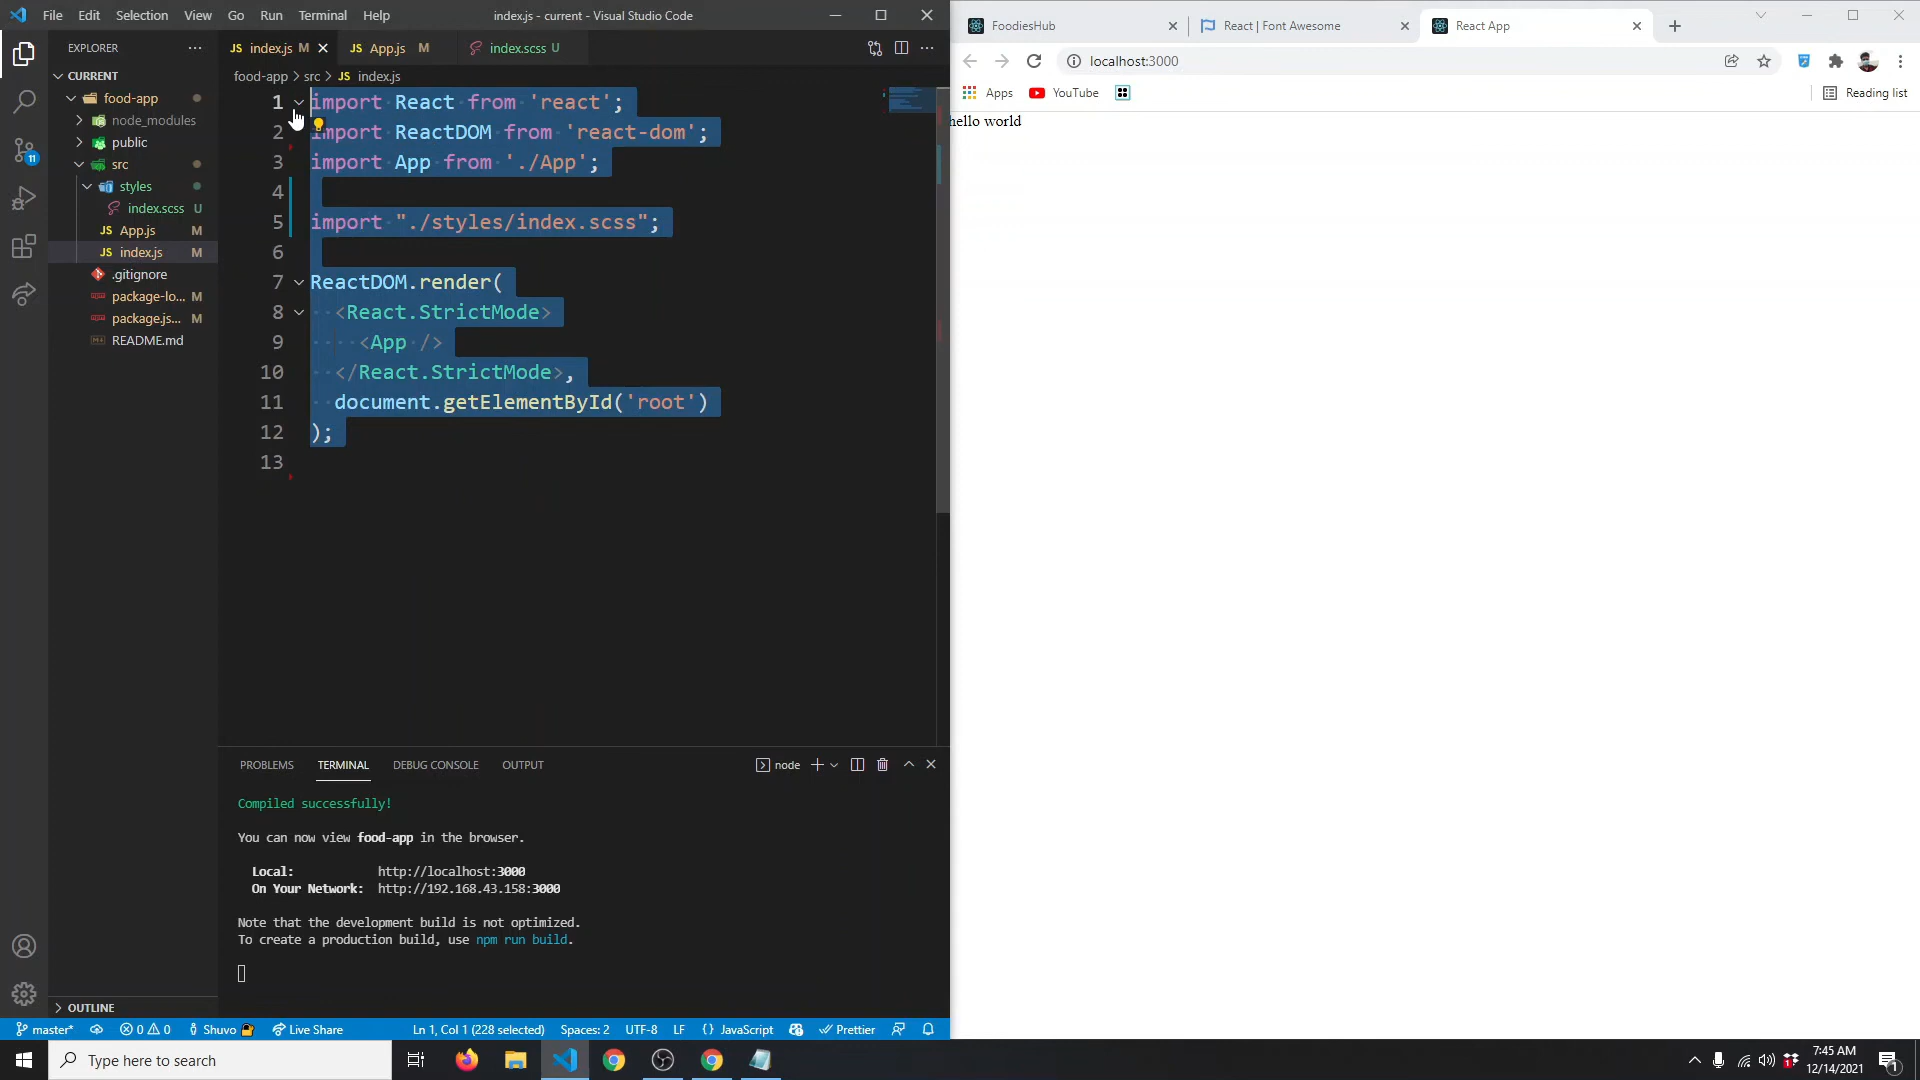 File Edit Selection View Go Run Terminal Help
index.js - current - Visual Studio Code
EXPLORER
CURRENT
food-app
node_modules
public
src
styles
index.scss U
App.js M
index.js M
.gitignore
package-lo... M
package.js... M
README.md
OUTLINE
11
JS index.js M
JS App.js M
index.scss U
food-app > src > JS index.js
1 import React from 'react';
2 import ReactDOM from 'react-dom';
3 import App from './App';
4
5 import "./styles/index.scss";
6
7 ReactDOM.render(
8 <React.StrictMode>
9 <App />
10 </React.StrictMode>,
11 document.getElementById('root')
12 );
13
PROBLEMS TERMINAL DEBUG CONSOLE OUTPUT
node
Compiled successfully!
You can now view food-app in the browser.
Local: http://localhost:3000
On Your Network: http://192.168.43.158:3000
Note that the development build is not optimized.
To create a production build, use npm run build.
master* 0 0 Shuvo Live Share Ln 1, Col 1 (228 selected) Spaces: 2 UTF-8 LF {} JavaScript Prettier
FoodiesHub
React | Font Awesome
React App
localhost:3000
Apps YouTube Reading list
hello world
Type here to search
7:45 AM
12/14/2021
1